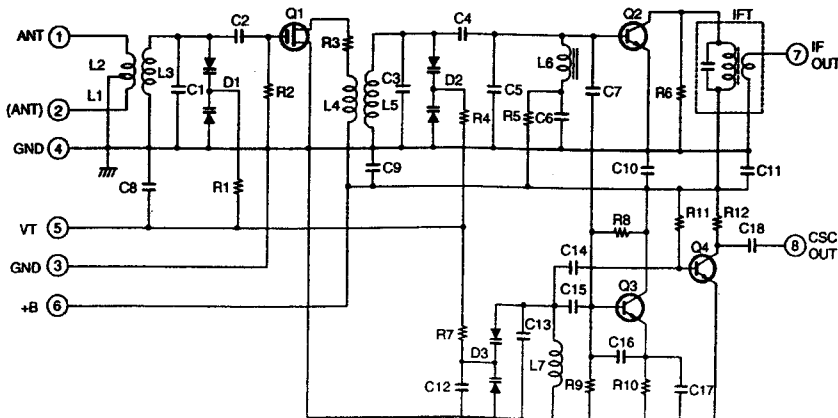 ANT 1
L2
L3
L1
(ANT) 2
GND 4
VT 5
GND 3
+B 6
C1
D1
C2
Q1
R2
R3
C8
R1
L4
L5
C3
C9
C4
D2
R4
C5
L6
R5
C6
C7
Q2
R6
IFT
7 IF
OUT
C10
C11
R8
R11
R12
C18
8 CSC
OUT
Q4
C14
C15
Q3
R7
D3
C12
C13
L7
C16
R9
R10
C17